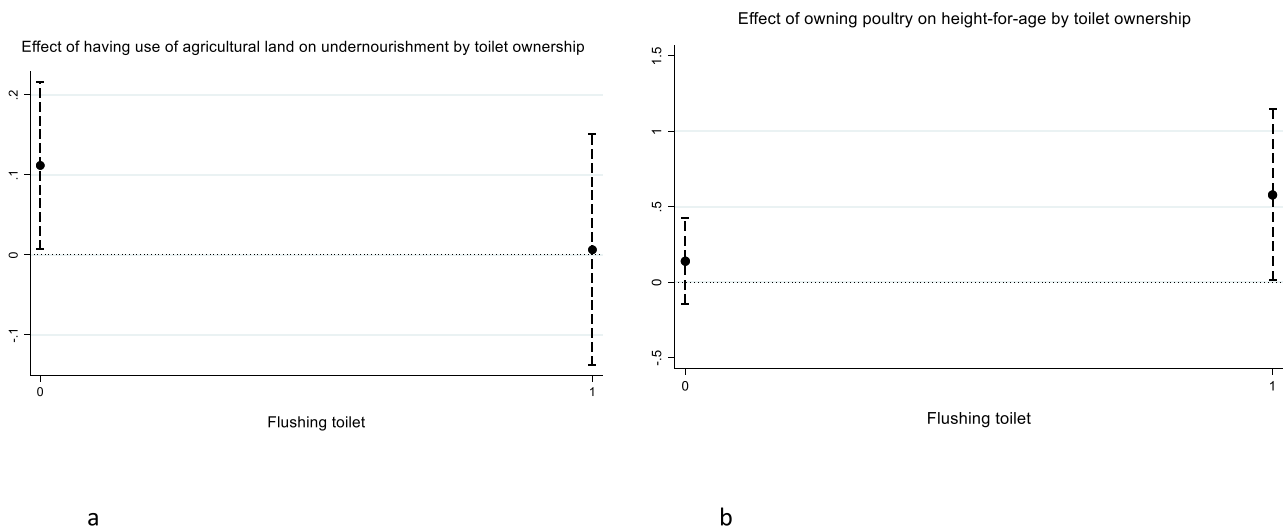 Effect of having use of agricultural land on undernourishment by toilet ownership
.2
.1
0
-.1
0 1
Flushing toilet
a
Effect of owning poultry on height-for-age by toilet ownership
1.5
1
.5
0
-.5
0 1
Flushing toilet
b